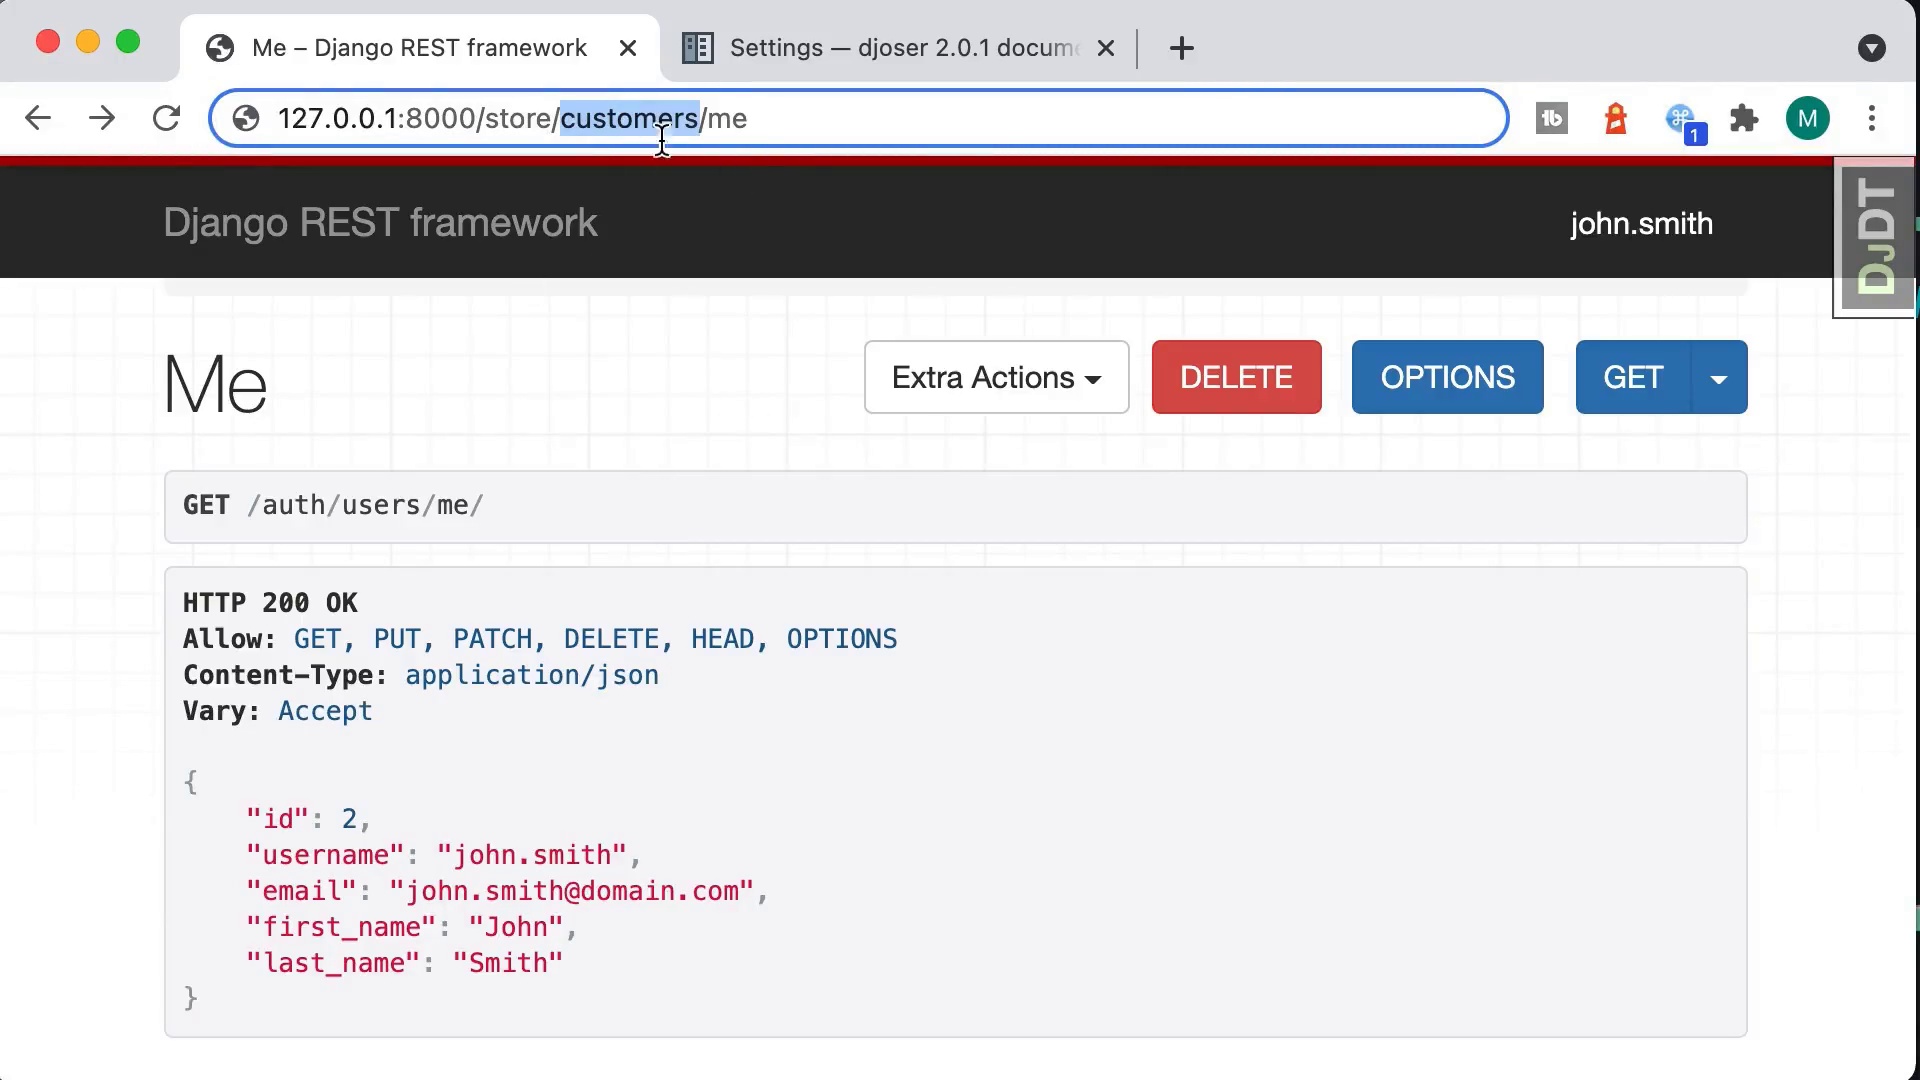 Me – Django REST framework
Settings — djoser 2.0.1 docum
127.0.0.1:8000/store/customers/me
tb
1
M
Django REST framework
john.smith
DJDT
Me
Extra Actions
DELETE
OPTIONS
GET
GET /auth/users/me/
HTTP 200 OK
Allow: GET, PUT, PATCH, DELETE, HEAD, OPTIONS
Content-Type: application/json
Vary: Accept
{
"id": 2,
"username": "john.smith",
"email": "john.smith@domain.com",
"first_name": "John",
"last_name": "Smith"
}